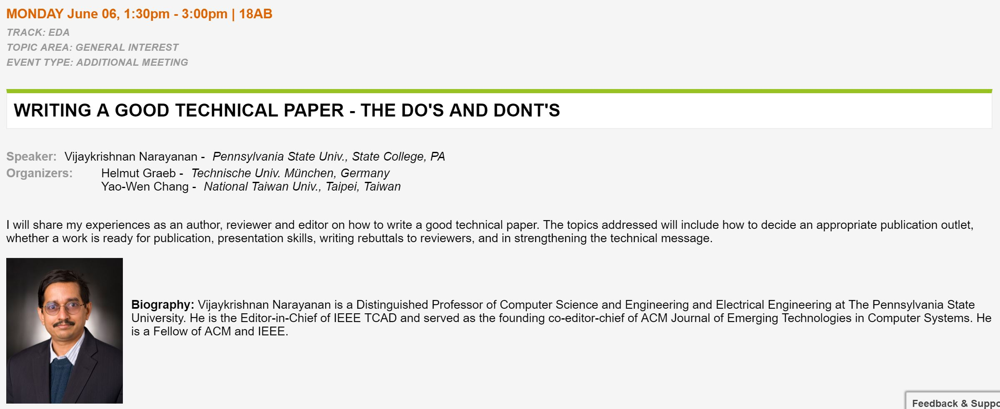 MONDAY June 06, 1:30pm - 3:00pm | 18AB
TRACK: EDA
TOPIC AREA: GENERAL INTEREST
EVENT TYPE: ADDITIONAL MEETING
WRITING A GOOD TECHNICAL PAPER - THE DO'S AND DONT'S
Speaker: Vijaykrishnan Narayanan - Pennsylvania State Univ., State College, PA
Organizers: Helmut Graeb - Technische Univ. München, Germany
Yao-Wen Chang - National Taiwan Univ., Taipei, Taiwan
I will share my experiences as an author, reviewer and editor on how to write a good technical paper. The topics addressed will include how to decide an appropriate publication outlet,
whether a work is ready for publication, presentation skills, writing rebuttals to reviewers, and in strengthening the technical message.
Biography: Vijaykrishnan Narayanan is a Distinguished Professor of Computer Science and Engineering and Electrical Engineering at The Pennsylvania State
University. He is the Editor-in-Chief of IEEE TCAD and served as the founding co-editor-chief of ACM Journal of Emerging Technologies in Computer Systems. He
is a Fellow of ACM and IEEE.
Feedback & Suppo